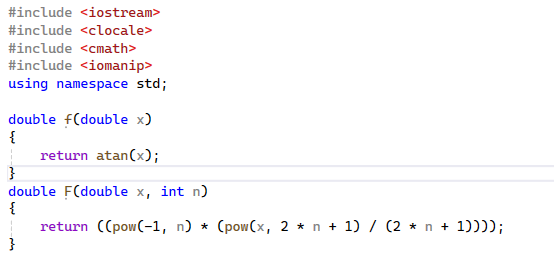 #include <iostream>
#include <clocale>
#include <cmath>
#include <iomanip>
using namespace std;
double f(double x)
{
return atan(x);
}
double F(double x, int n)
{
return ((pow(-1, n) * (pow(x, 2 * n + 1) / (2 * n + 1))));
}